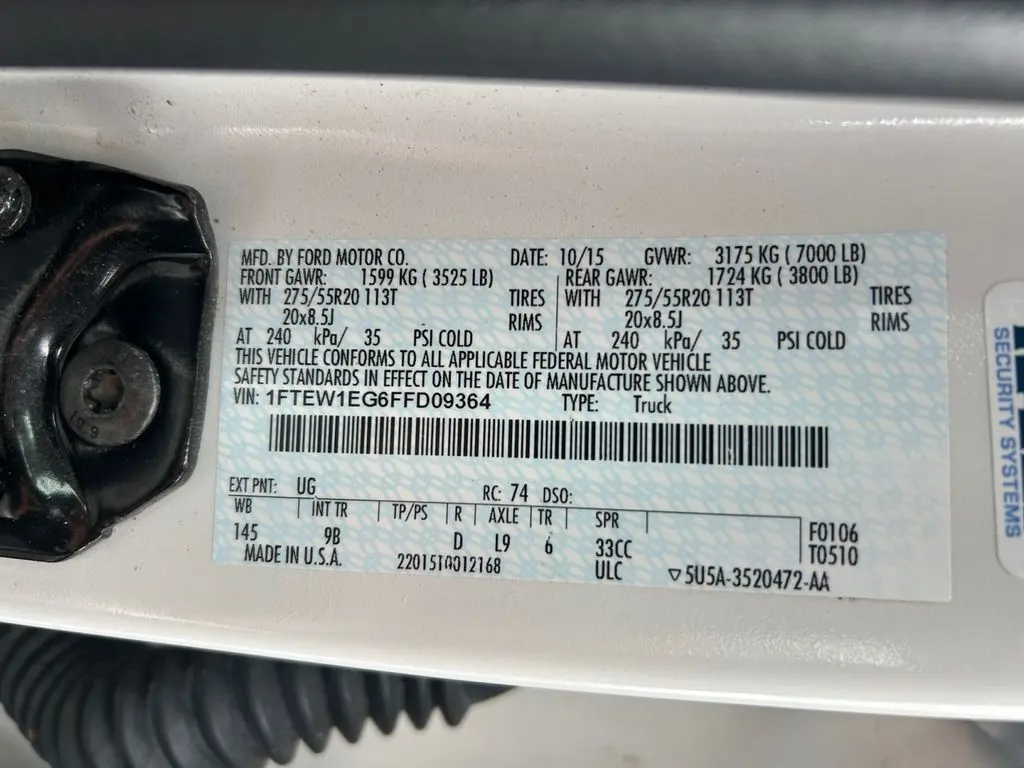 MFD. BY FORD MOTOR CO. DATE: 10/15 GVWR: 3175 KG ( 7000 LB)
FRONT GAWR: 1599 KG ( 3525 LB) REAR GAWR: 1724 KG ( 3800 LB)
WITH 275/55R20 113T TIRES WITH 275/55R20 113T TIRES
20x8.5J RIMS 20x8.5J RIMS
AT 240 kPa/ 35 PSI COLD AT 240 kPa/ 35 PSI COLD
THIS VEHICLE CONFORMS TO ALL APPLICABLE FEDERAL MOTOR VEHICLE
SAFETY STANDARDS IN EFFECT ON THE DATE OF MANUFACTURE SHOWN ABOVE.
VIN: 1FTEW1EG6FFD09364 TYPE: Truck
EXT PNT: UG RC: 74 DSO:
WB INT TR TP/PS R AXLE TR SPR F0106
145 9B D L9 6 33CC T0510
MADE IN U.S.A. 22015T0012168 ULC ▽5U5A-3520472-AA
SECURITY SYSTEMS